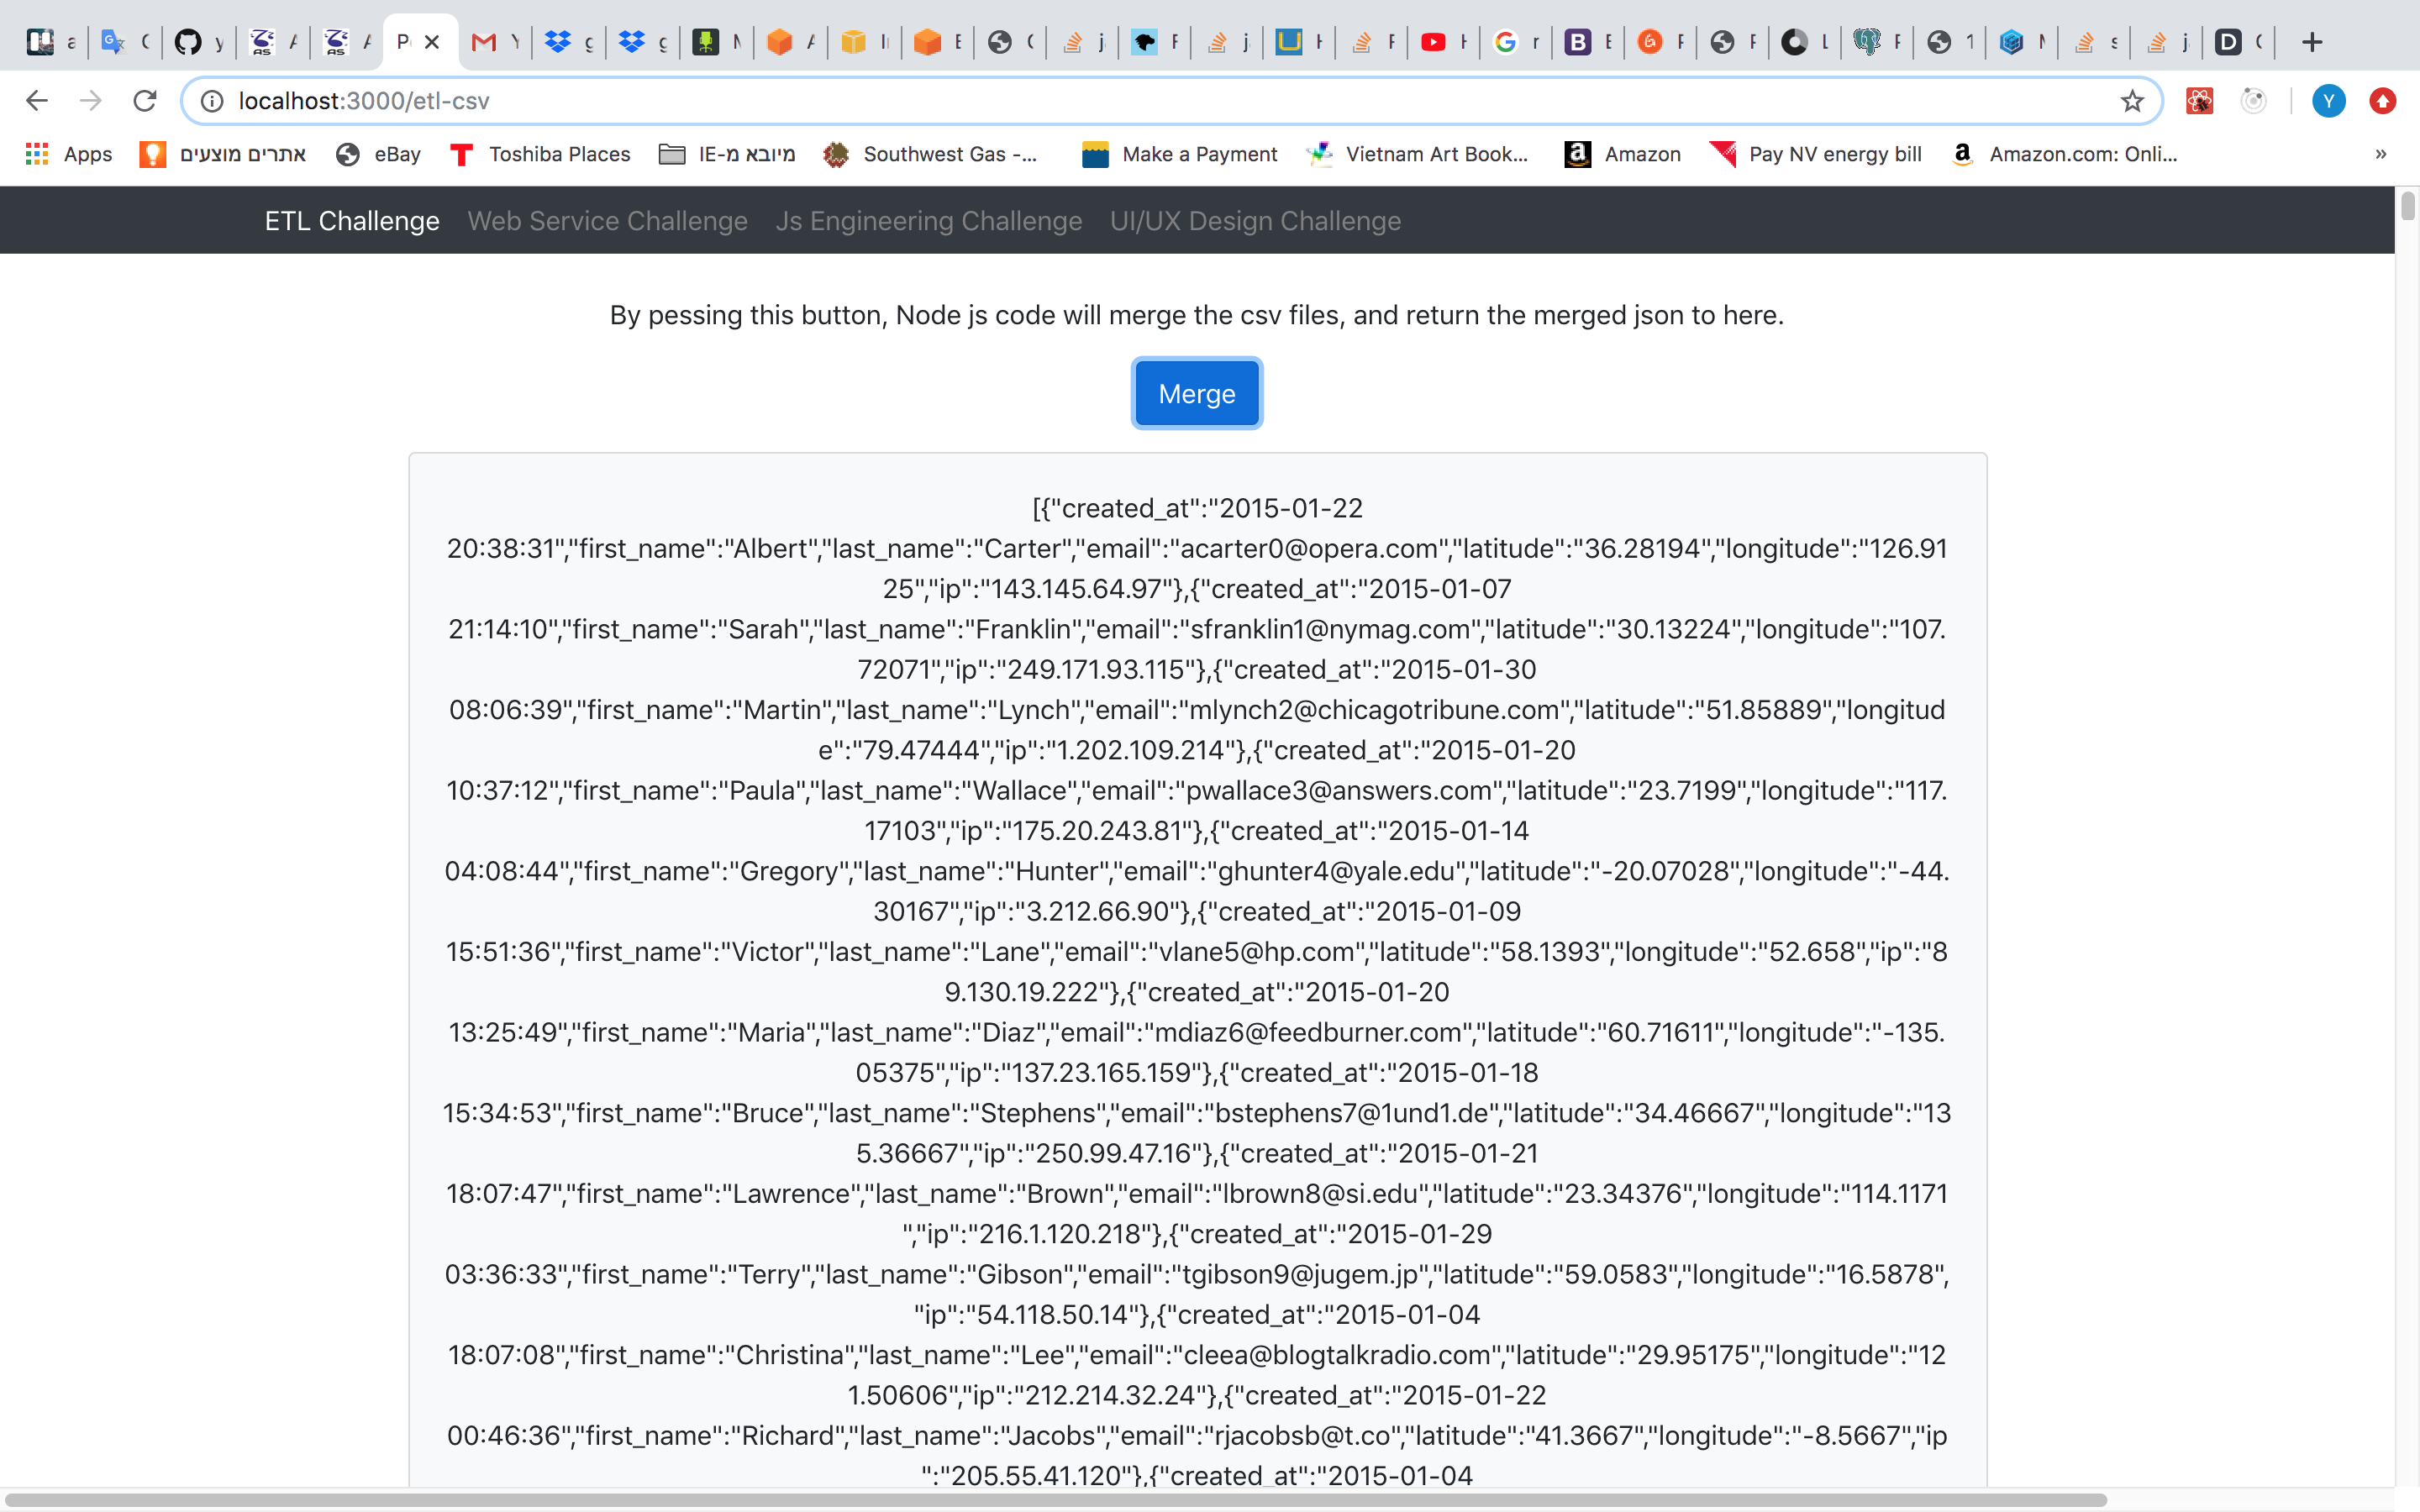 localhost:3000/etl-csv
Y
Apps
אתרים מוצעים
eBay
Toshiba Places
מיובא מ-IE
Southwest Gas -...
Make a Payment
Vietnam Art Book...
Amazon
Pay NV energy bill
Amazon.com: Onli...
»
ETL Challenge
Web Service Challenge
Js Engineering Challenge
UI/UX Design Challenge
By pessing this button, Node js code will merge the csv files, and return the merged json to here.
Merge
[{"created_at":"2015-01-22
20:38:31","first_name":"Albert","last_name":"Carter","email":"acarter0@opera.com","latitude":"36.28194","longitude":"126.91
25","ip":"143.145.64.97"},{"created_at":"2015-01-07
21:14:10","first_name":"Sarah","last_name":"Franklin","email":"sfranklin1@nymag.com","latitude":"30.13224","longitude":"107.
72071","ip":"249.171.93.115"},{"created_at":"2015-01-30
08:06:39","first_name":"Martin","last_name":"Lynch","email":"mlynch2@chicagotribune.com","latitude":"51.85889","longitud
e":"79.47444","ip":"1.202.109.214"},{"created_at":"2015-01-20
10:37:12","first_name":"Paula","last_name":"Wallace","email":"pwallace3@answers.com","latitude":"23.7199","longitude":"117.
17103","ip":"175.20.243.81"},{"created_at":"2015-01-14
04:08:44","first_name":"Gregory","last_name":"Hunter","email":"ghunter4@yale.edu","latitude":"-20.07028","longitude":"-44.
30167","ip":"3.212.66.90"},{"created_at":"2015-01-09
15:51:36","first_name":"Victor","last_name":"Lane","email":"vlane5@hp.com","latitude":"58.1393","longitude":"52.658","ip":"8
9.130.19.222"},{"created_at":"2015-01-20
13:25:49","first_name":"Maria","last_name":"Diaz","email":"mdiaz6@feedburner.com","latitude":"60.71611","longitude":"-135.
05375","ip":"137.23.165.159"},{"created_at":"2015-01-18
15:34:53","first_name":"Bruce","last_name":"Stephens","email":"bstephens7@1und1.de","latitude":"34.46667","longitude":"13
5.36667","ip":"250.99.47.16"},{"created_at":"2015-01-21
18:07:47","first_name":"Lawrence","last_name":"Brown","email":"lbrown8@si.edu","latitude":"23.34376","longitude":"114.1171
","ip":"216.1.120.218"},{"created_at":"2015-01-29
03:36:33","first_name":"Terry","last_name":"Gibson","email":"tgibson9@jugem.jp","latitude":"59.0583","longitude":"16.5878",
"ip":"54.118.50.14"},{"created_at":"2015-01-04
18:07:08","first_name":"Christina","last_name":"Lee","email":"cleea@blogtalkradio.com","latitude":"29.95175","longitude":"12
1.50606","ip":"212.214.32.24"},{"created_at":"2015-01-22
00:46:36","first_name":"Richard","last_name":"Jacobs","email":"rjacobsb@t.co","latitude":"41.3667","longitude":"-8.5667","ip
":"205.55.41.120"},{"created_at":"2015-01-04